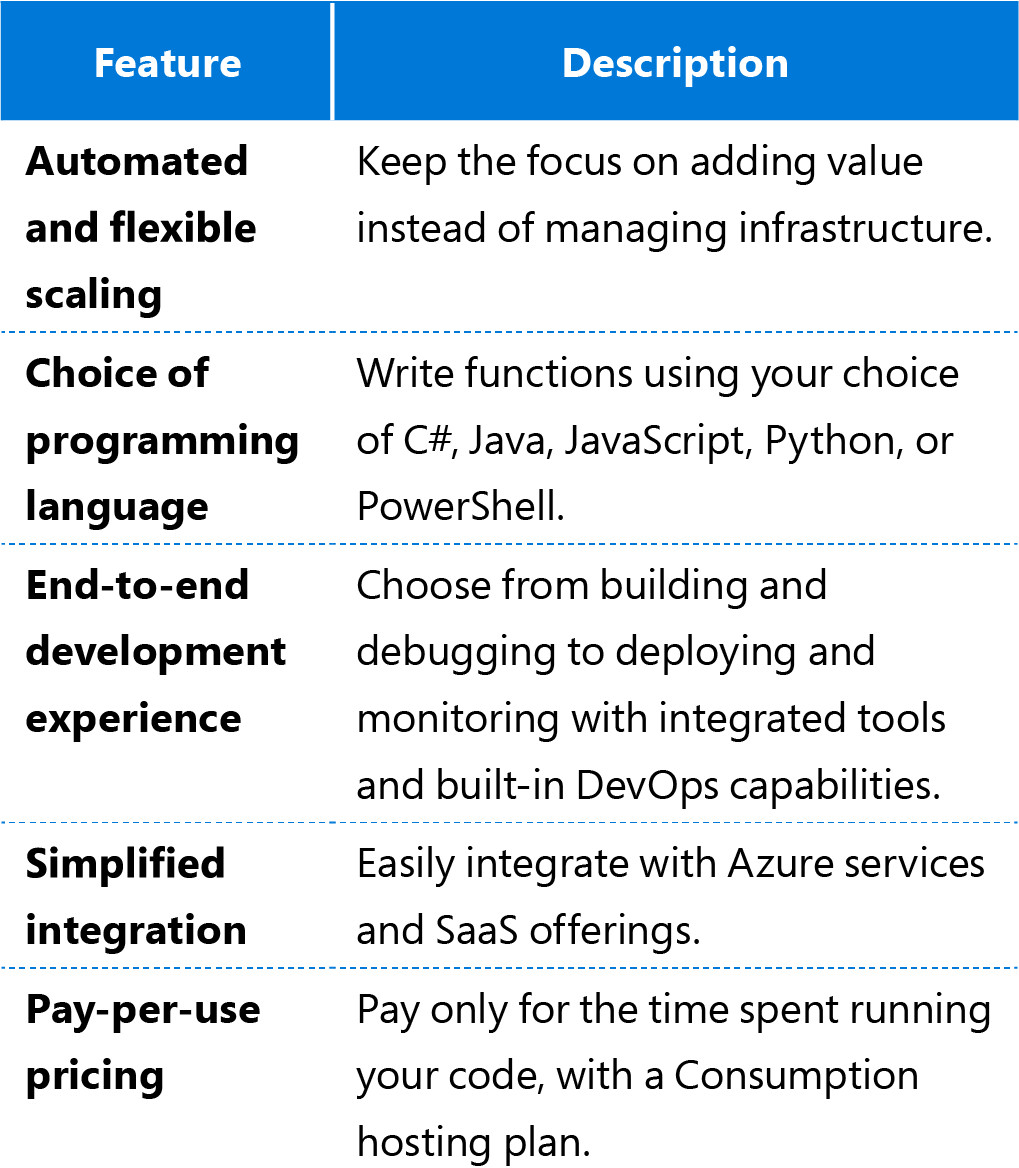 Feature
Description
Automated
and flexible
scaling
Keep the focus on adding value
instead of managing infrastructure.
Choice of
programming
language
Write functions using your choice
of C#, Java, JavaScript, Python, or
PowerShell.
End-to-end
development
experience
Choose from building and
debugging to deploying and
monitoring with integrated tools
and built-in DevOps capabilities.
Simplified
integration
Easily integrate with Azure services
and SaaS offerings.
Pay-per-use
pricing
Pay only for the time spent running
your code, with a Consumption
hosting plan.